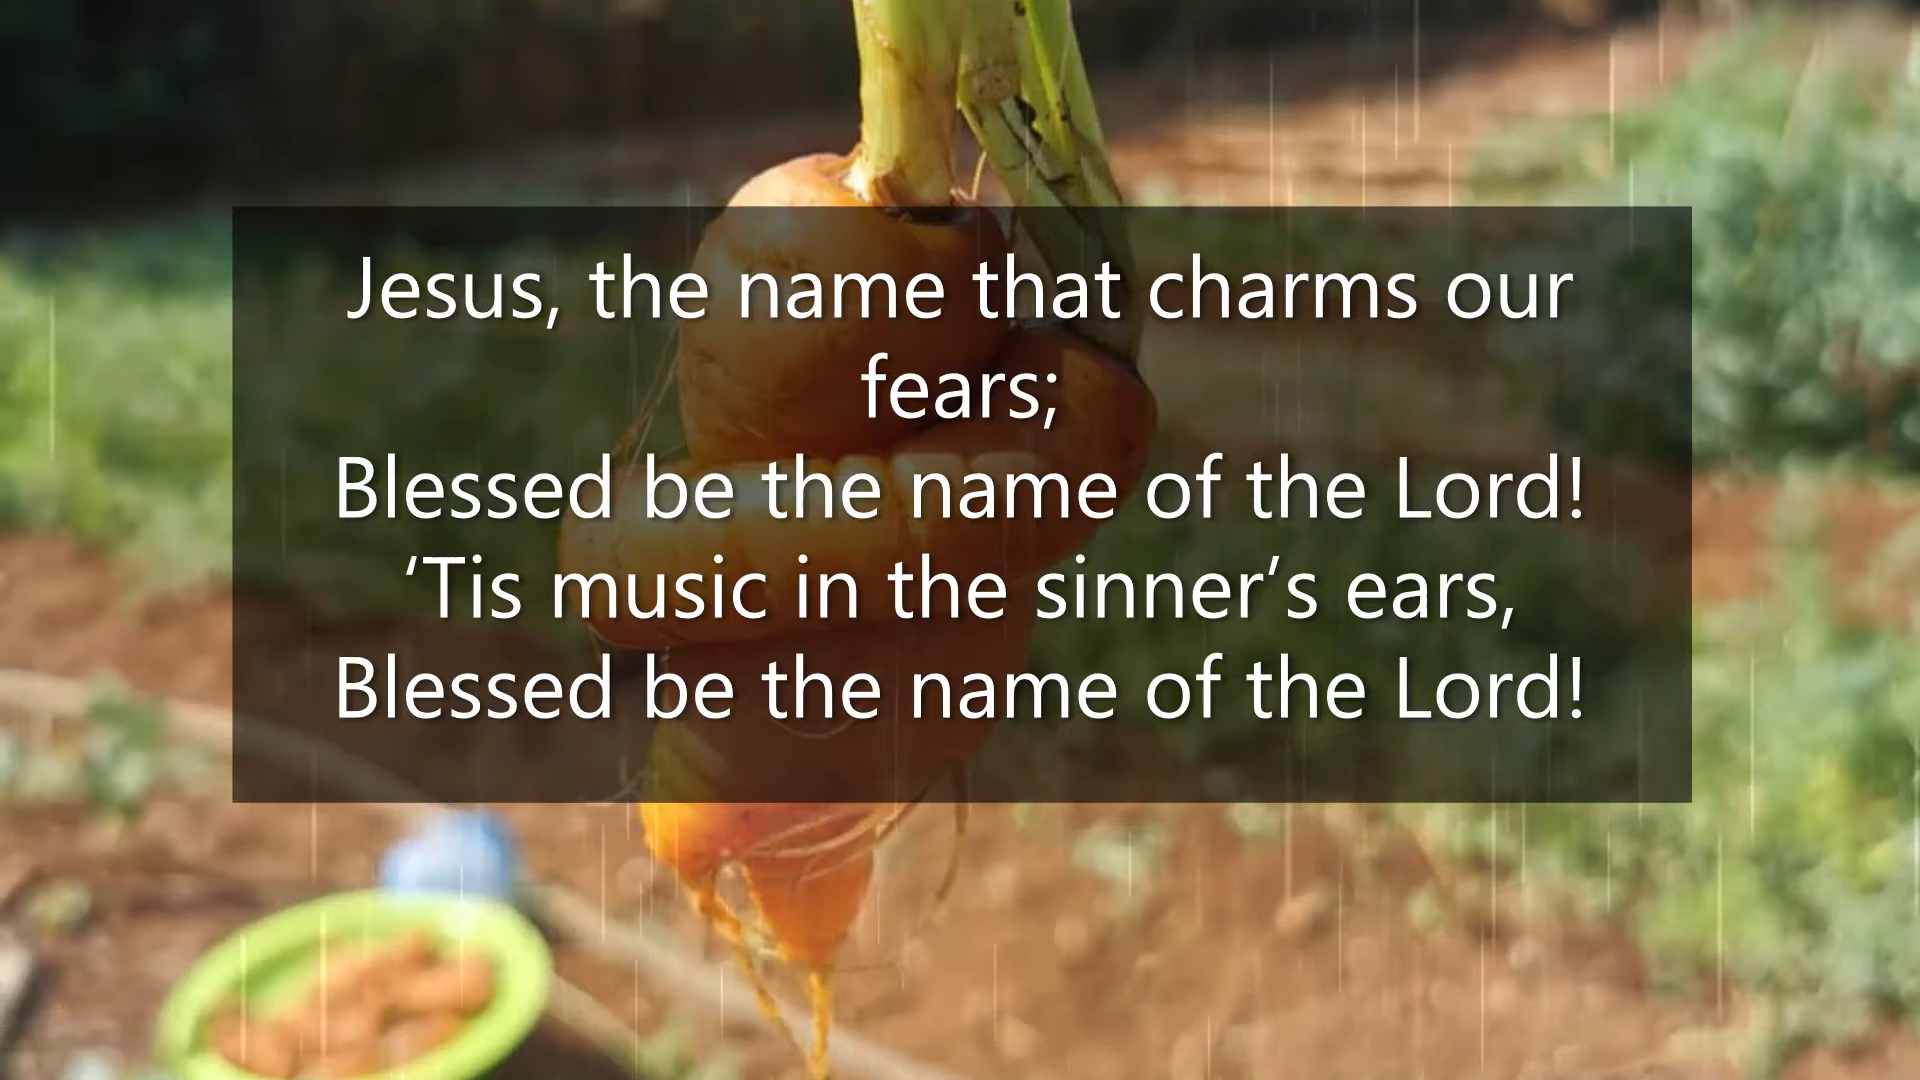 Jesus, the name that charms our
fears;
Blessed be the name of the Lord!
‘Tis music in the sinner’s ears,
Blessed be the name of the Lord!